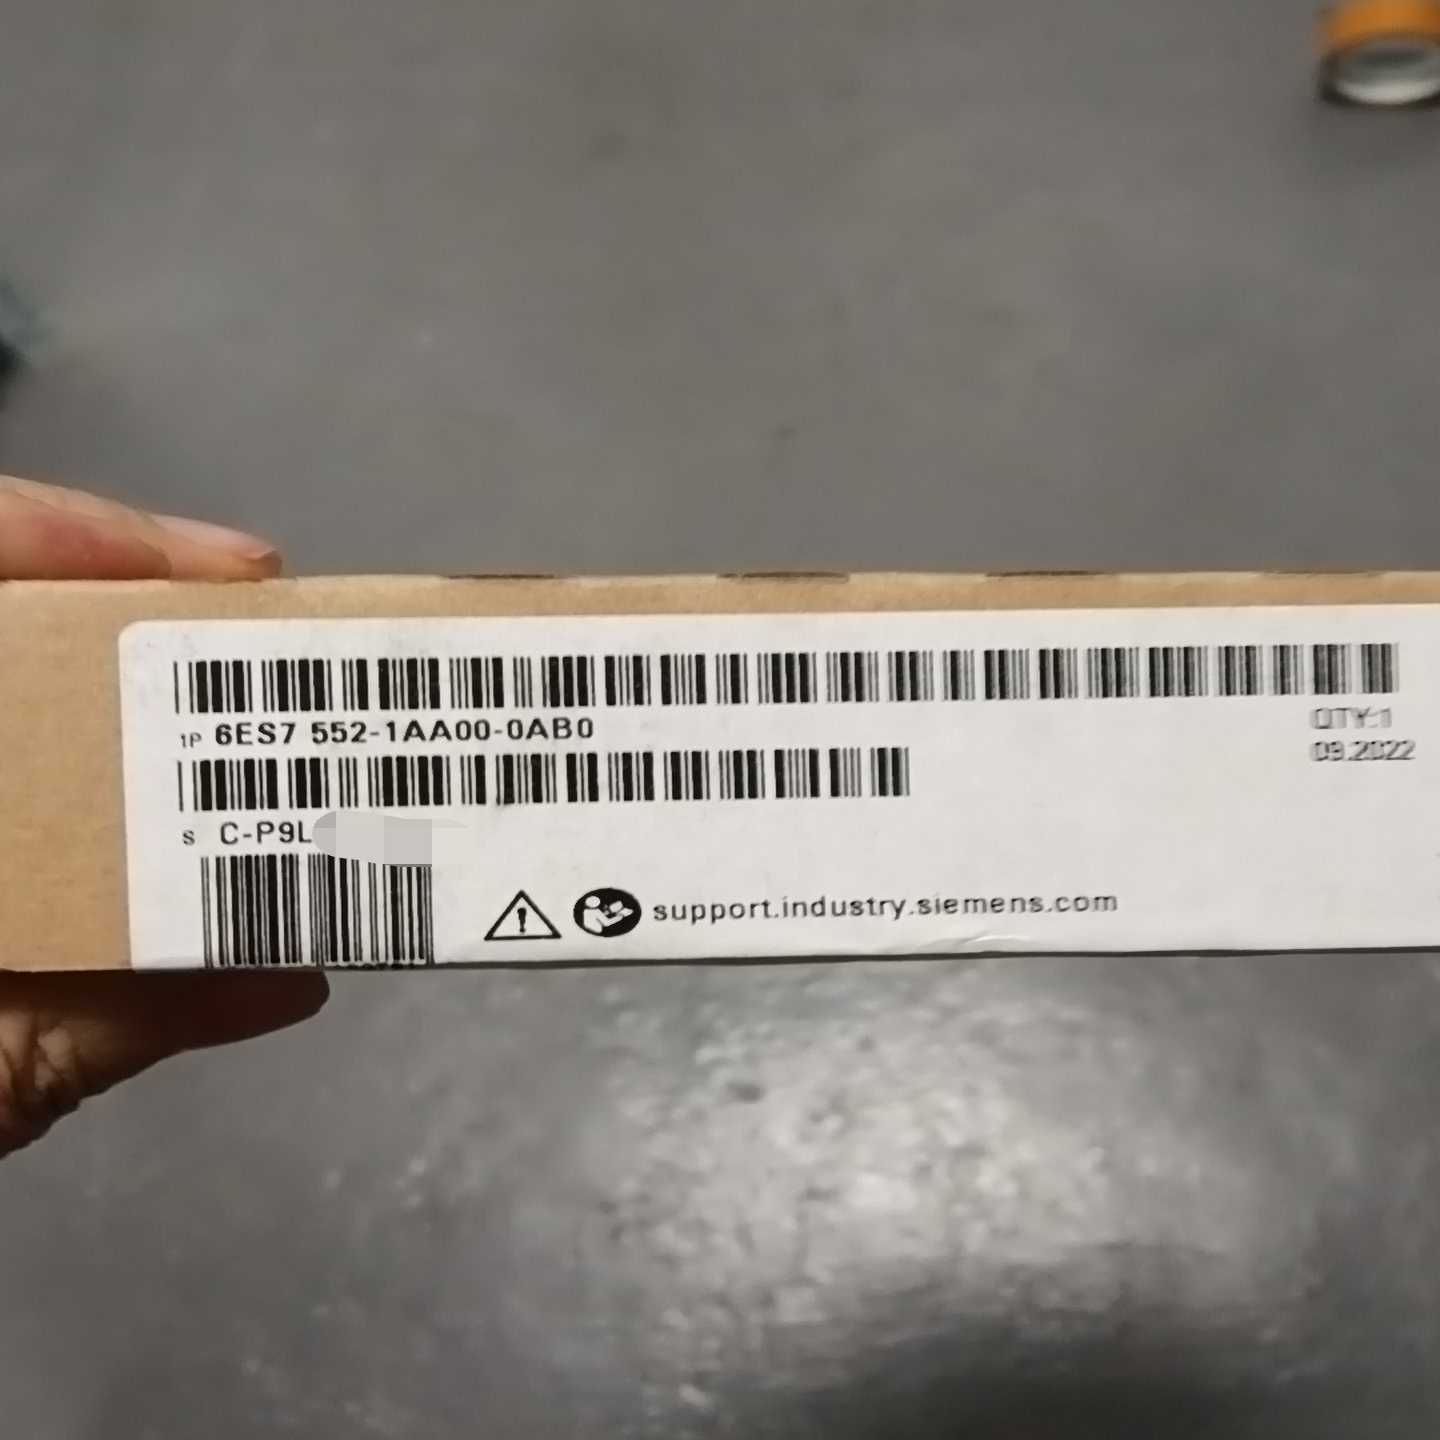 1P 6ES7 552-1AA00-0AB0
QTY:1
09.2022
S C-P9L
support.industry.siemens.com